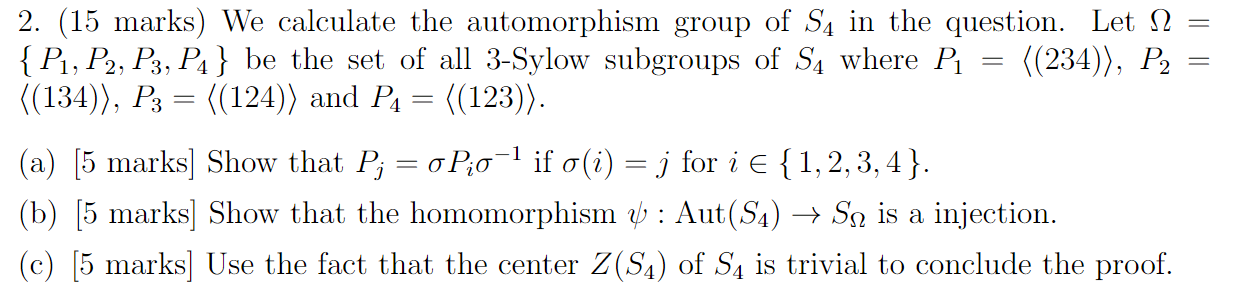 2. (15 marks) We calculate the automorphism group of S₄ in the question. Let Ω =
{ P₁, P₂, P₃, P₄ } be the set of all 3-Sylow subgroups of S₄ where P₁ = ⟨(234)⟩, P₂ =
⟨(134)⟩, P₃ = ⟨(124)⟩ and P₄ = ⟨(123)⟩.
(a) [5 marks] Show that Pⱼ = σPᵢσ⁻¹ if σ(i) = j for i ∈ { 1, 2, 3, 4 }.
(b) [5 marks] Show that the homomorphism ψ : Aut(S₄) → S_Ω is a injection.
(c) [5 marks] Use the fact that the center Z(S₄) of S₄ is trivial to conclude the proof.